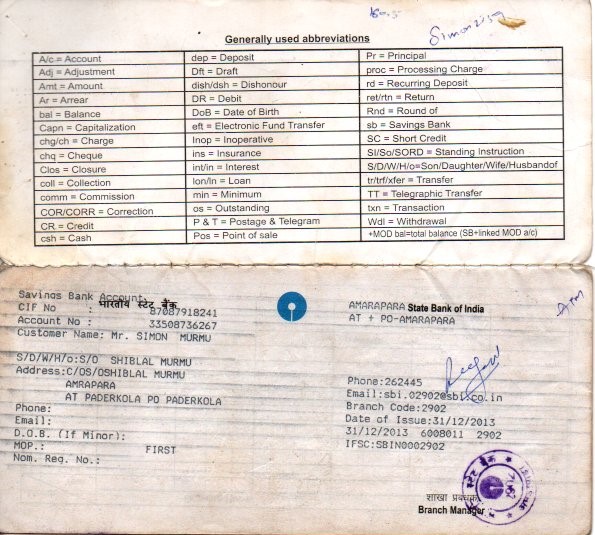 Simon
Generally used abbreviations
A/c = Account
Adj = Adjustment
Amt = Amount
Ar = Arrear
bal = Balance
Capn = Capitalization
chg/ch = Charge
chq = Cheque
Clos = Closure
coll = Collection
comm = Commission
COR/CORR = Correction
CR = Credit
csh = Cash
dep = Deposit
Dft = Draft
dish/dsh = Dishonour
DR = Debit
DoB = Date of Birth
eft = Electronic Fund Transfer
Inop = Inoperative
ins = Insurance
int/in = Interest
lon/ln = Loan
min = Minimum
os = Outstanding
P & T = Postage & Telegram
Pos = Point of sale
Pr = Principal
proc = Processing Charge
rd = Recurring Deposit
ret/rtn = Return
Rnd = Round of
sb = Savings Bank
SC = Short Credit
SI/So/SORD = Standing Instruction
S/D/W/H/o=Son/Daughter/Wife/Husbandof
tr/trf/xfer = Transfer
TT = Telegraphic Transfer
txn = Transaction
Wdl = Withdrawal
+MOD bal=total balance (SB+linked MOD a/c)
Savings Bank Account
भारतीय स्टेट बैंक
CIF No : 87087918241
Account No : 33508736267
Customer Name: Mr. SIMON MURMU
S/D/W/H/o:S/O SHIBLAL MURMU
Address:C/OS/OSHIBLAL MURMU
AMRAPARA
AT PADERKOLA PO PADERKOLA
Phone:
Email:
D.O.B. (If Minor):
MOP.: FIRST
Nom. Reg. No.:
AMARAPARA State Bank of India
AT + PO-AMARAPARA
Phone:262445
Email:sbi.02902@sbi.co.in
Branch Code:2902
Date of Issue:31/12/2013
31/12/2013 6008011 2902
IFSC:SBIN0002902
शाखा प्रबंधक
Branch Manager